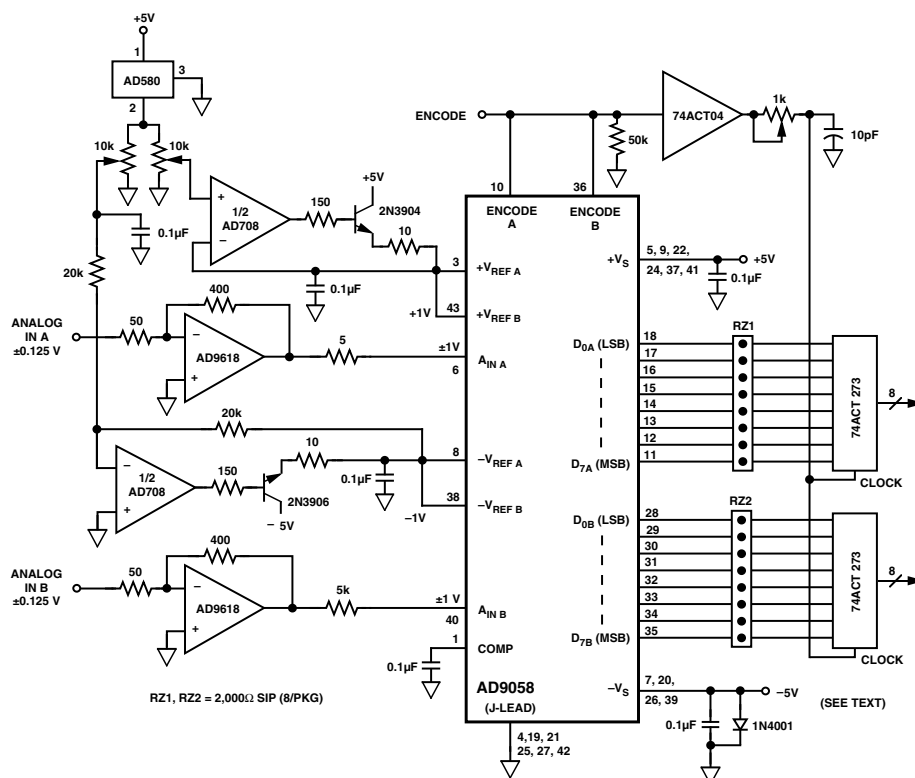 +5V
1
3
AD580
2
10k
10k
0.1µF
20k
+
1/2
AD708
–
150
+5V
2N3904
10
0.1µF
3
+VREF A
+1V
43
+VREF B
ENCODE
10
36
ENCODE
A
ENCODE
B
50k
74ACT04
1k
10pF
+VS
5, 9, 22,
24, 37, 41
+5V
0.1µF
ANALOG
IN A
±0.125 V
50
400
–
AD9618
+
5
±1V
6
AIN A
20k
–
1/2
AD708
+
150
10
2N3906
– 5V
0.1µF
8
–VREF A
38
–VREF B
–1V
ANALOG
IN B
±0.125 V
50
400
–
AD9618
+
5k
±1 V
40
AIN B
1
COMP
0.1µF
AD9058
(J-LEAD)
4,19, 21
25, 27, 42
RZ1, RZ2 = 2,000Ω SIP (8/PKG)
RZ1
D0A (LSB)
18
17
16
15
14
13
12
D7A (MSB)
11
74ACT 273
8
CLOCK
RZ2
D0B (LSB)
28
29
30
31
32
33
34
D7B (MSB)
35
74ACT 273
8
CLOCK
–VS
7, 20,
26, 39
–5V
0.1µF
1N4001
(SEE TEXT)